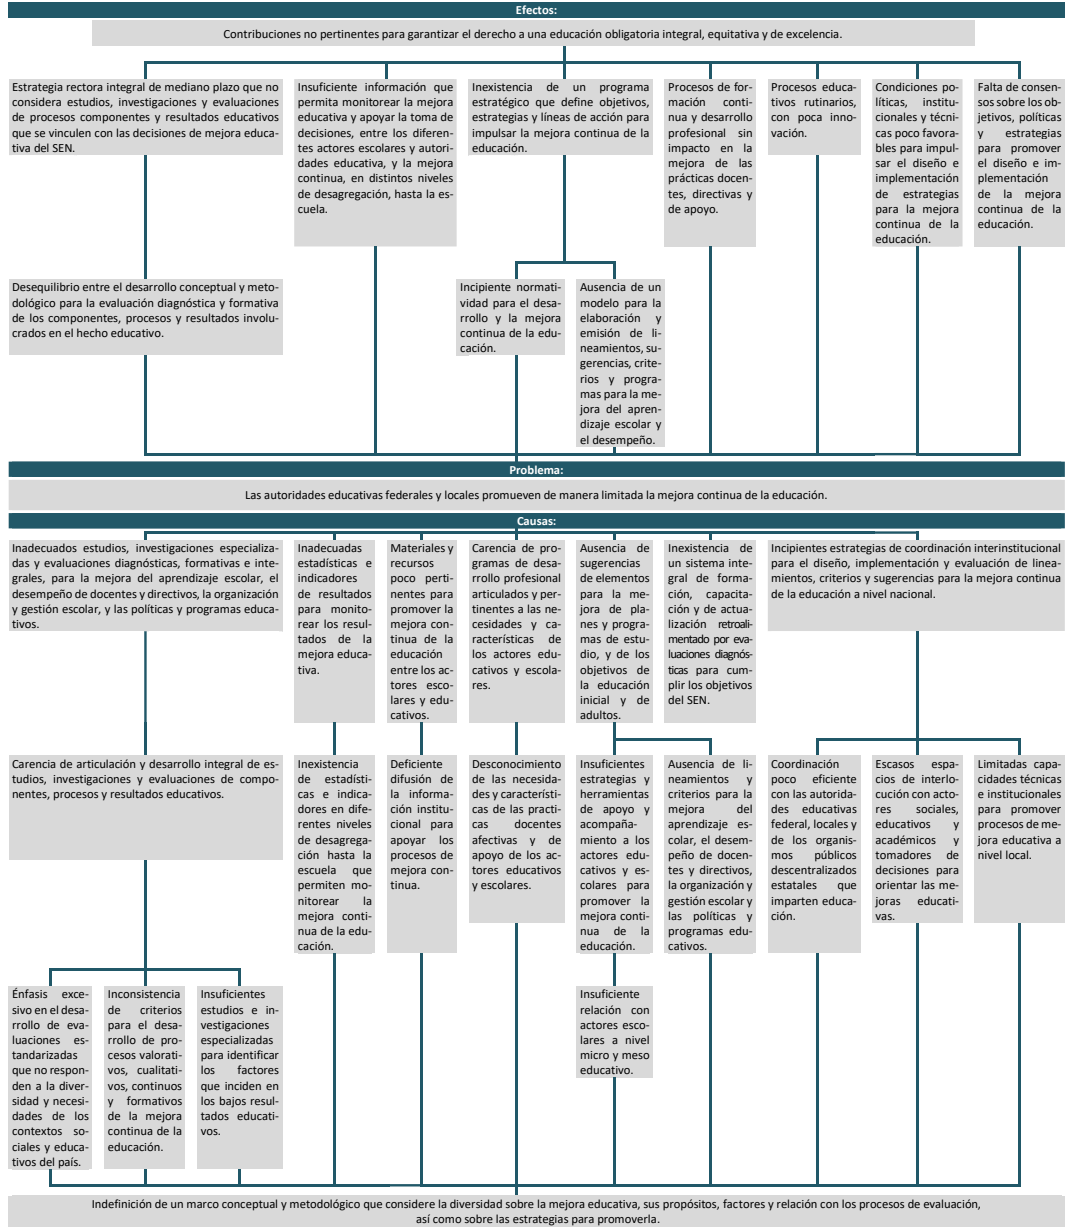 Efectos:
Contribuciones no pertinentes para garantizar el derecho a una educación obligatoria integral, equitativa y de excelencia.
Estrategia rectora integral de mediano plazo que no
considera estudios, investigaciones y evaluaciones
de procesos componentes y resultados educativos
que se vinculen con las decisiones de mejora educa-
tiva del SEN.
Insuficiente información que
permita monitorear la mejora
educativa y apoyar la toma de
decisiones, entre los diferen-
tes actores escolares y autori-
dades educativa, y la mejora
continua, en distintos niveles
de desagregación, hasta la es-
cuela.
Inexistencia de un programa
estratégico que define objetivos,
estrategias y líneas de acción para
impulsar la mejora continua de la
educación.
Procesos de for-
mación conti-
nua y desarrollo
profesional sin
impacto en la
mejora de las
prácticas docen-
tes, directivas y
de apoyo.
Procesos educa-
tivos rutinarios,
con poca inno-
vación.
Condiciones po-
líticas, institu-
cionales y técni-
cas poco favora-
bles para impul-
sar el diseño e
implementación
de estrategias
para la mejora
continua de la
educación.
Falta de consen-
sos sobre los ob-
jetivos, políticas
y estrategias
para promover
el diseño e im-
plementación
de la mejora
continua de la
educación.
Desequilibrio entre el desarrollo conceptual y meto-
dológico para la evaluación diagnóstica y formativa
de los componentes, procesos y resultados involu-
crados en el hecho educativo.
Incipiente normati-
vidad para el desa-
rrollo y la mejora
continua de la edu-
cación.
Ausencia de un
modelo para la
elaboración y
emisión de li-
neamientos, su-
gerencias, crite-
rios y progra-
mas para la me-
jora del apren-
dizaje escolar y
el desempeño.
Problema:
Las autoridades educativas federales y locales promueven de manera limitada la mejora continua de la educación.
Causas:
Inadecuados estudios, investigaciones especializa-
das y evaluaciones diagnósticas, formativas e inte-
grales, para la mejora del aprendizaje escolar, el
desempeño de docentes y directivos, la organización
y gestión escolar, y las políticas y programas educa-
tivos.
Inadecuadas
estadísticas e
indicadores
de resultados
para monito-
rear los resul-
tados de la
mejora educa-
tiva.
Materiales y
recursos
poco perti-
nentes para
promover la
mejora con-
tinua de la
educación
entre los ac-
tores esco-
lares y edu-
cativos.
Carencia de pro-
gramas de desa-
rrollo profesional
articulados y per-
tinentes a las ne-
cesidades y ca-
racterísticas de
los actores edu-
cativos y escola-
res.
Ausencia de
sugerencias
de elementos
para la me-
jora de pla-
nes y progra-
mas de estu-
dio, y de los
objetivos de
la educación
inicial y de
adultos.
Inexistencia de
un sistema inte-
gral de forma-
ción, capacita-
ción y de actua-
lización retroali-
mentado por eva-
luaciones diagnós-
ticas para cum-
plir los objetivos
del SEN.
Incipientes estrategias de coordinación interinstitucional
para el diseño, implementación y evaluación de linea-
mientos, criterios y sugerencias para la mejora continua
de la educación a nivel nacional.
Carencia de articulación y desarrollo integral de es-
tudios, investigaciones y evaluaciones de compo-
nentes, procesos y resultados educativos.
Inexistencia
de estadísti-
cas e indica-
dores en dife-
rentes niveles
de desagrega-
ción hasta la
escuela que
permiten mo-
nitorear la
mejora conti-
nua de la edu-
cación.
Deficiente
difusión de
la informa-
ción institu-
cional para
apoyar los
procesos de
mejora con-
tinua.
Desconocimiento
de las necesida-
des y característi-
cas de las practi-
cas docentes
afectivas y de
apoyo de los ac-
tores educativos
y escolares.
Insuficientes
estrategias y
herramientas
de apoyo y
acompaña-
miento a los
actores edu-
cativos y es-
colares para
promover la
mejora conti-
nua de la
educación.
Ausencia de li-
neamientos y
criterios para la
mejora del
aprendizaje es-
colar, el desem-
peño de docen-
tes y directivos,
la organización y
gestión escolar y
las políticas y
programas edu-
cativos.
Coordinación
poco eficiente
con las autorida-
des educativas
federal, locales y
de los organis-
mos públicos
descentralizados
estatales que
imparten educa-
ción.
Escasos espa-
cios de interlo-
cución con acto-
res sociales,
educativos y
académicos y
tomadores de
decisiones para
orientar las me-
joras educati-
vas.
Limitadas capa-
cidades técnicas
e institucionales
para promover
procesos de me-
jora educativa a
nivel local.
Énfasis exce-
sivo en el desa-
rrollo de eva-
luaciones es-
tandarizadas
que no respon-
den a la diver-
sidad y necesi-
dades de los
contextos so-
ciales y educa-
tivos del país.
Inconsistencia
de criterios
para el desa-
rrollo de pro-
cesos valorati-
vos, cualitati-
vos, continuos
y formativos
de la mejora
continua de la
educación.
Insuficientes
estudios e in-
vestigaciones
especializadas
para identificar
los factores
que inciden en
los bajos resul-
tados educati-
vos.
Insuficiente
relación con
actores esco-
lares a nivel
micro y meso
educativo.
Indefinición de un marco conceptual y metodológico que considere la diversidad sobre la mejora educativa, sus propósitos, factores y relación con los procesos de evaluación,
así como sobre las estrategias para promoverla.